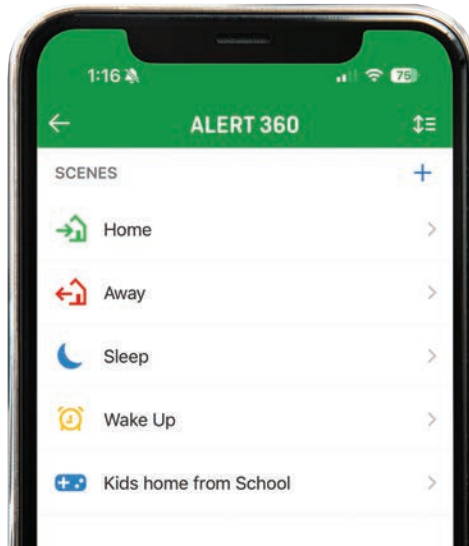 1:16
75
ALERT 360
SCENES
Home
Away
Sleep
Wake Up
Kids home from School